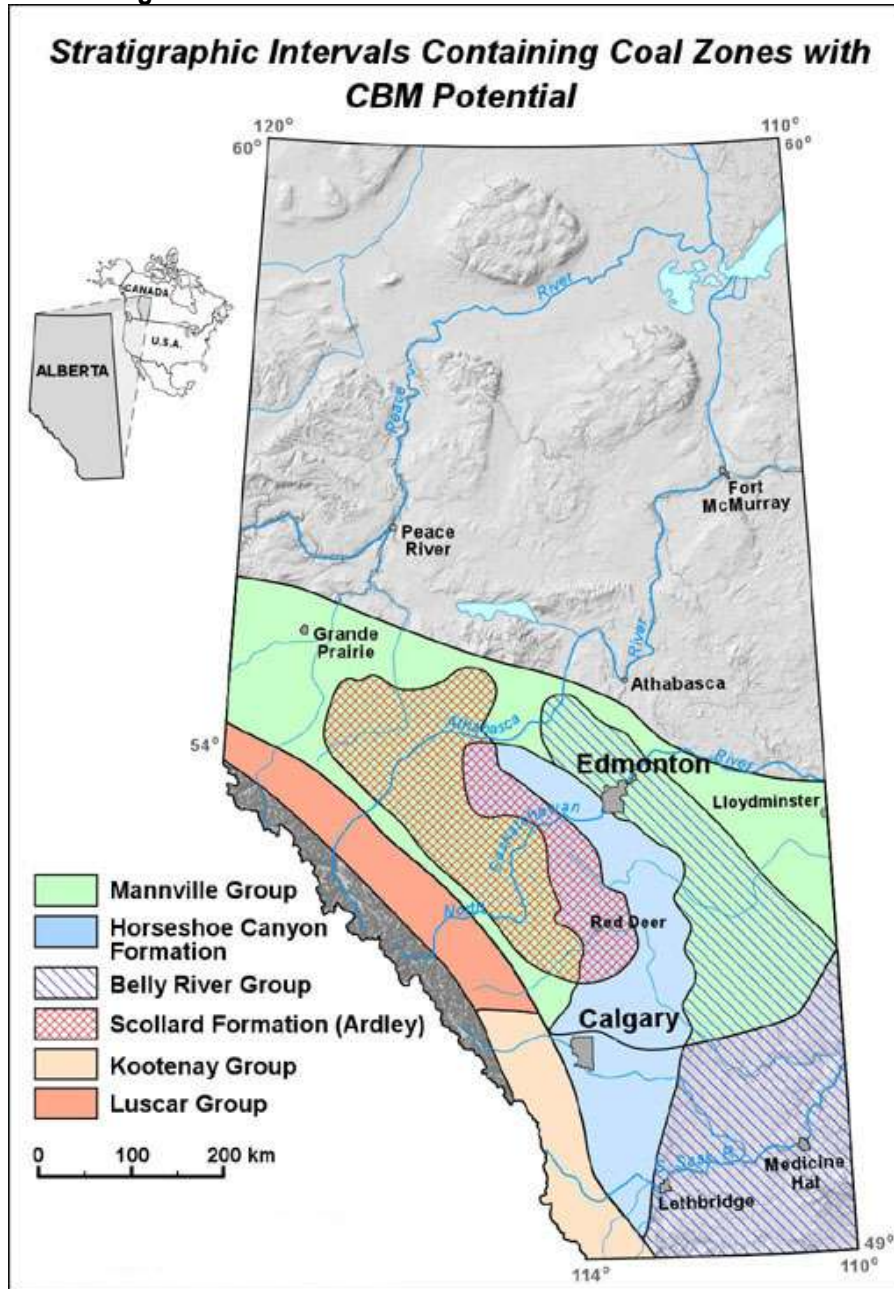 Stratigraphic Intervals Containing Coal Zones with
CBM Potential
120°
60°
110°
60°
CANADA
U.S.A.
ALBERTA
River
Peace
Fort
McMurray
Peace
River
Grande
Prairie
River
Athabasca
Athabasca
54°
Edmonton
River
Lloydminster
Saskatchewan
North
Red Deer
Mannville Group
Horseshoe Canyon
Formation
Belly River Group
Scollard Formation (Ardley)
Kootenay Group
Luscar Group
Calgary
0 100 200 km
S. Sask. R.
Medicine
Hat
Lethbridge
49°
110°
114°